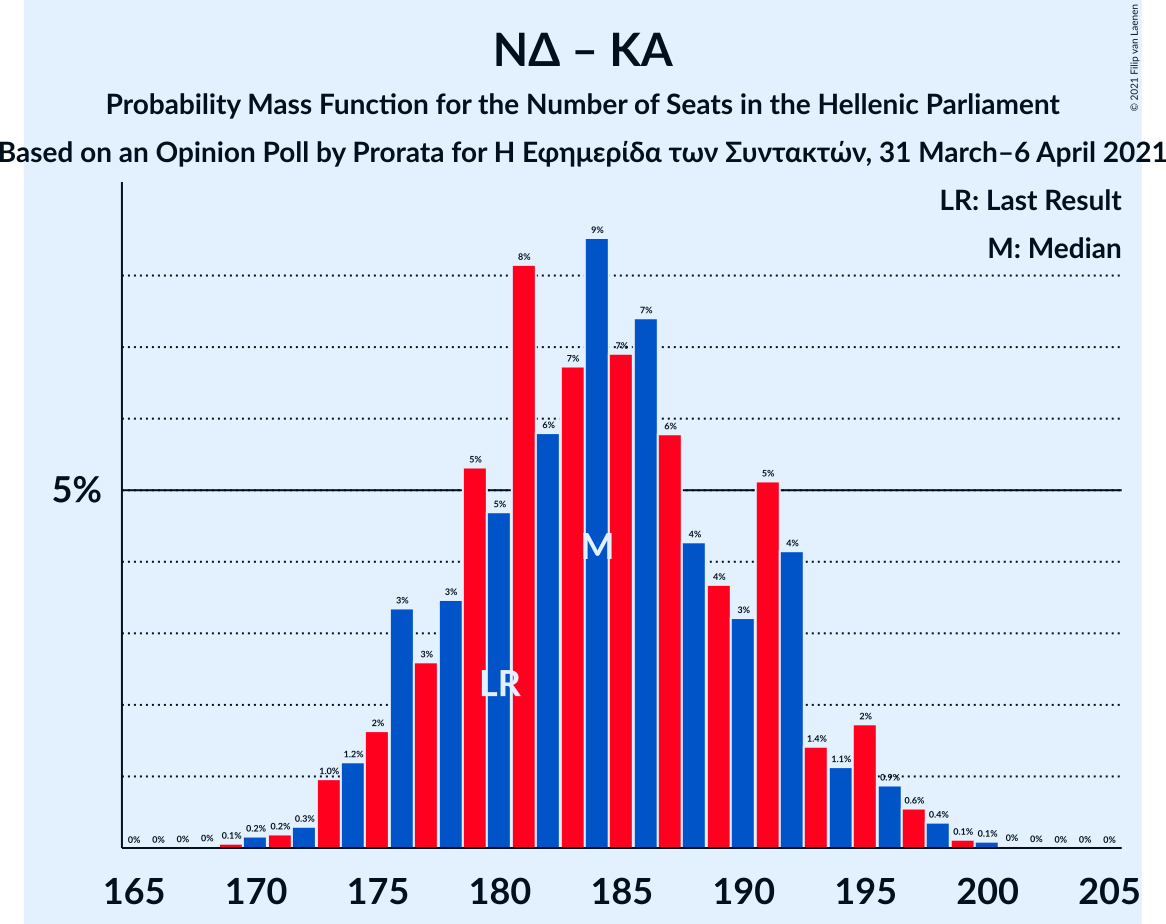 ΝΔ – ΚΑ
Probability Mass Function for the Number of Seats in the Hellenic Parliament
Based on an Opinion Poll by Prorata for Η Εφημερίδα των Συντακτών, 31 March–6 April 2021
© 2021 Filip van Laenen
LR: Last Result
M: Median
5%
0% 0% 0% 0% 0.1% 0.2% 0.2% 0.3% 1.0% 1.2% 2% 3% 3% 3% 5% 5% 8% 6% 7% 9% 7% 7% 6% 4% 4% 3% 5% 4% 1.4% 1.1% 2% 0.9% 0.6% 0.4% 0.1% 0.1% 0% 0% 0% 0% 0%
M
LR
165 170 175 180 185 190 195 200 205